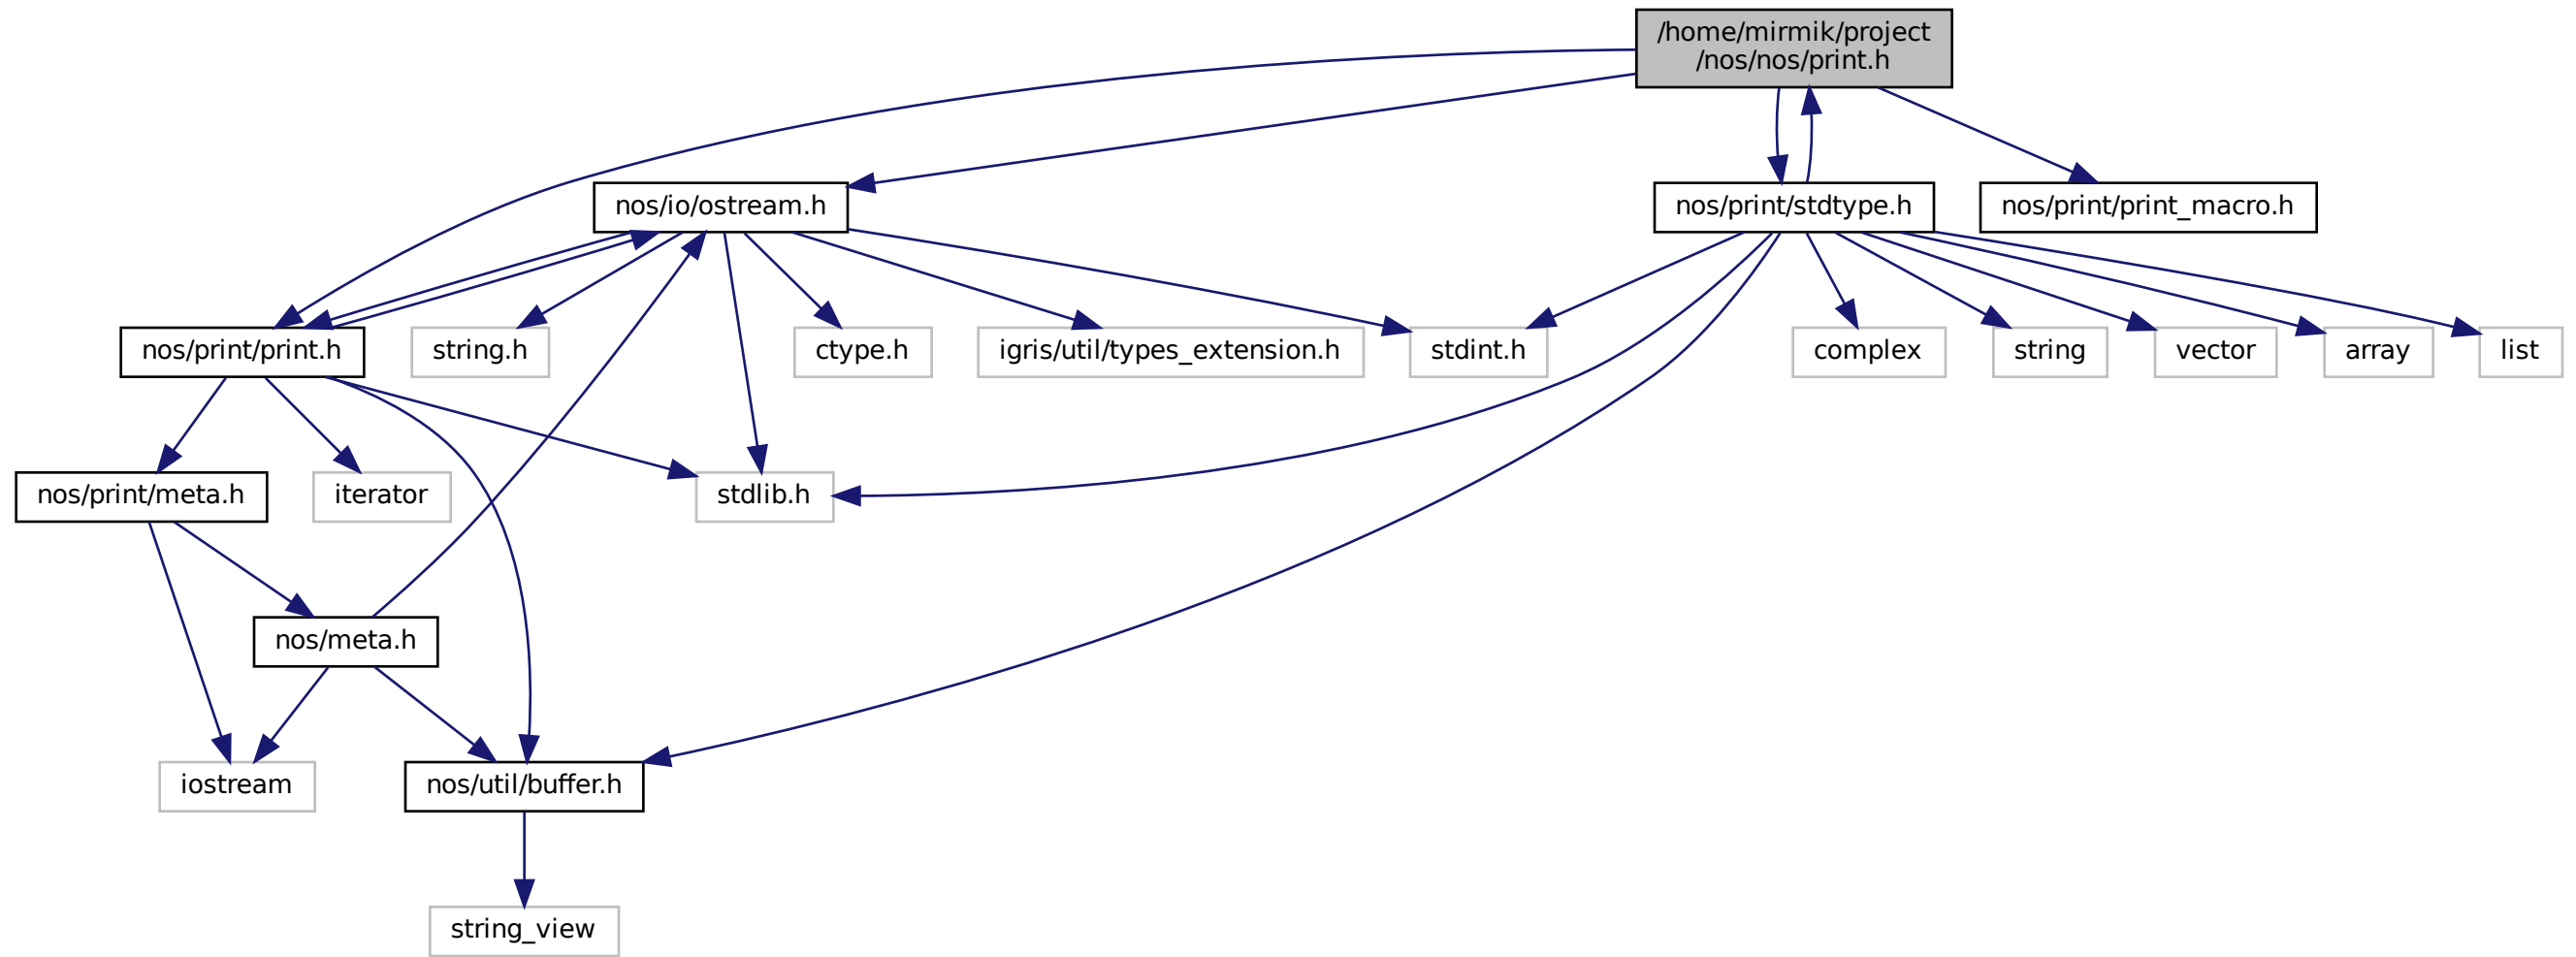 /home/mirmik/project
/nos/nos/print.h
nos/io/ostream.h
nos/print/stdtype.h
nos/print/print_macro.h
nos/print/print.h
string.h
ctype.h
igris/util/types_extension.h
stdint.h
complex
string
vector
array
list
nos/print/meta.h
iterator
stdlib.h
nos/meta.h
iostream
nos/util/buffer.h
string_view